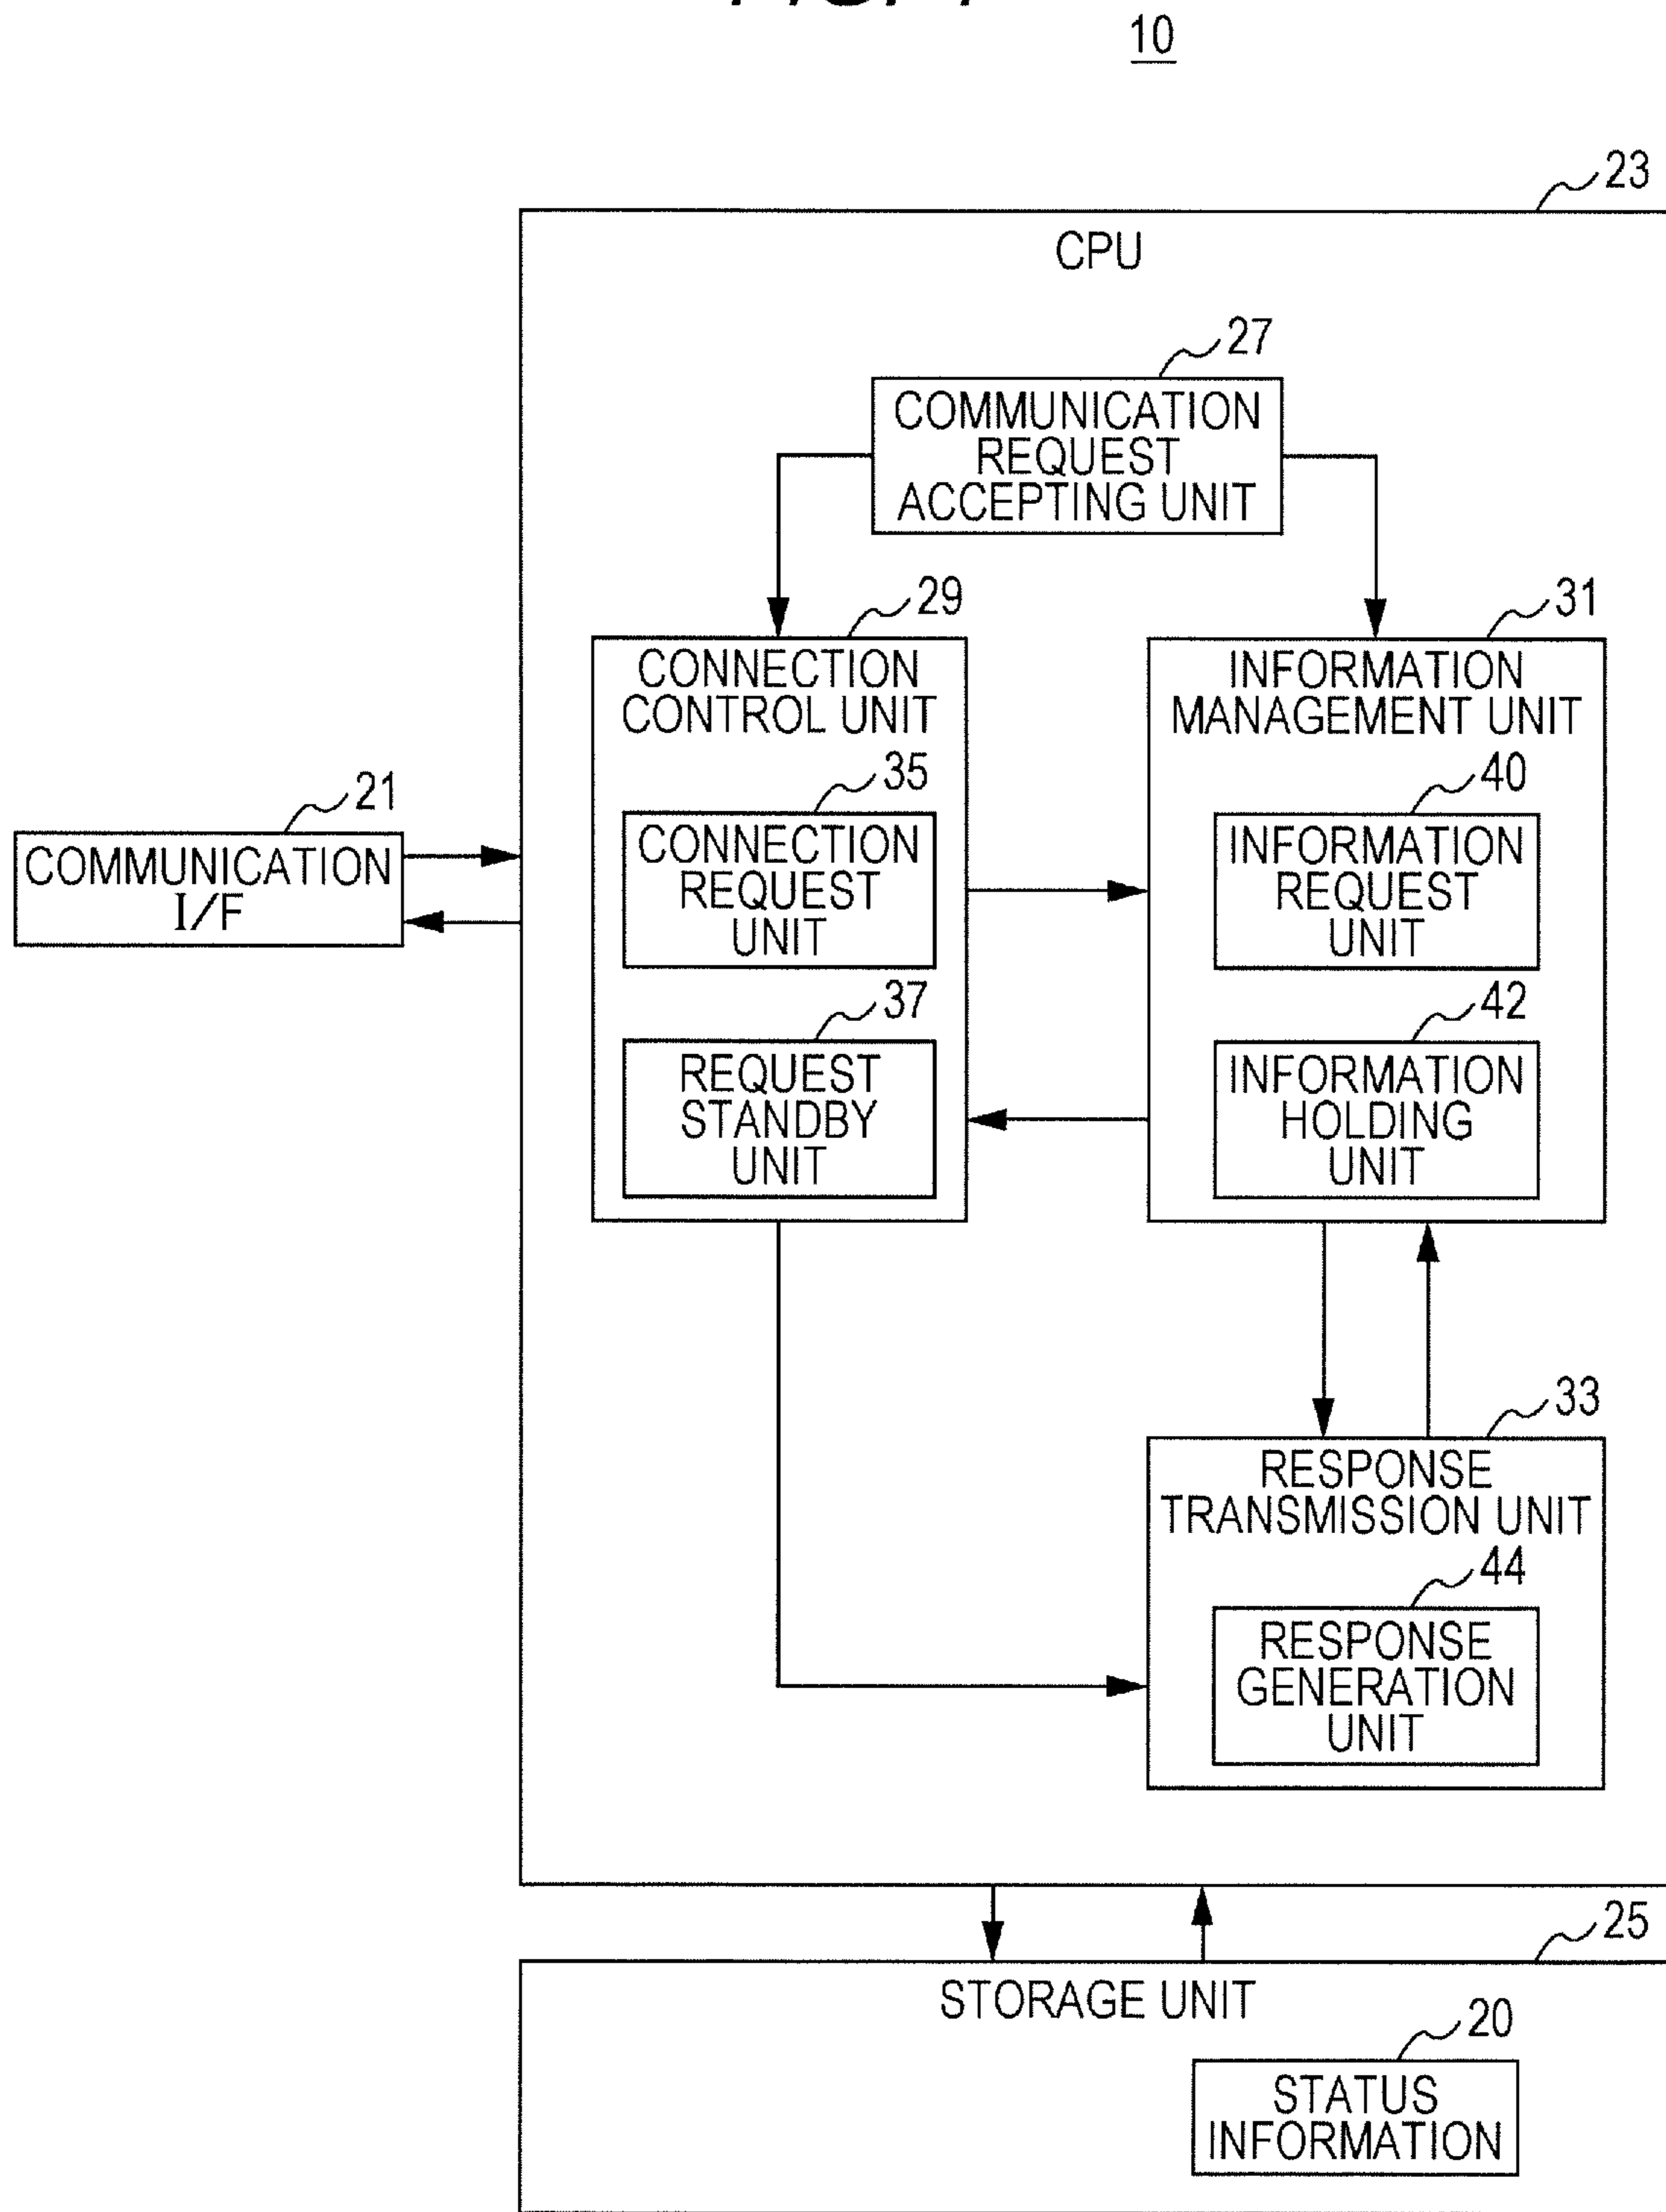 10
23
CPU
27
COMMUNICATION
REQUEST
ACCEPTING UNIT
29
CONNECTION
CONTROL UNIT
31
INFORMATION
MANAGEMENT UNIT
35
CONNECTION
REQUEST
UNIT
40
INFORMATION
REQUEST
UNIT
21
COMMUNICATION
I/F
37
REQUEST
STANDBY
UNIT
42
INFORMATION
HOLDING
UNIT
33
RESPONSE
TRANSMISSION UNIT
44
RESPONSE
GENERATION
UNIT
25
STORAGE UNIT
20
STATUS
INFORMATION